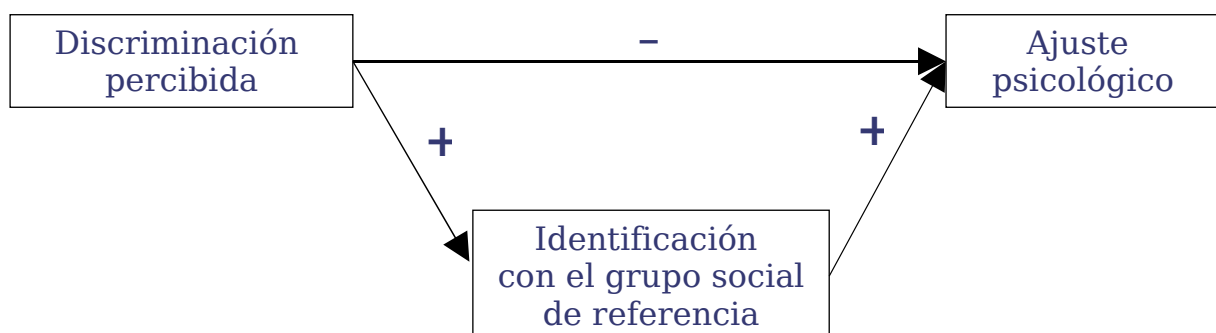 Discriminación
percibida
–
Ajuste
psicológico
+
+
Identificación
con el grupo social
de referencia